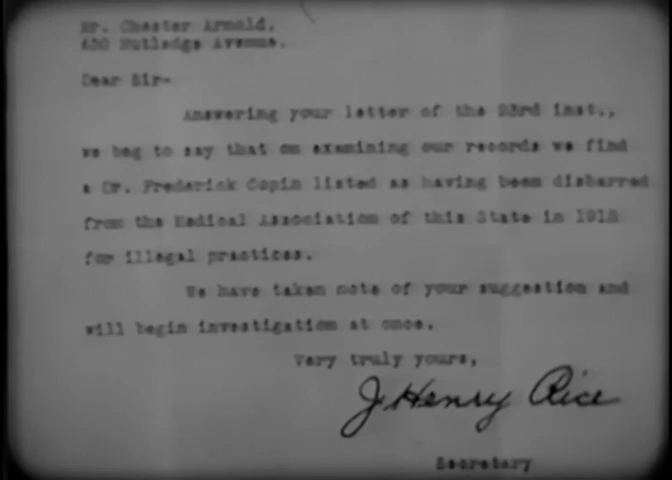 Mr. Chester Arnold,
630 Rutledge Avenue.
Dear Sir-
Answering your letter of the 23rd inst.,
we beg to say that on examining our records we find
a Dr. Frederick Copin listed as having been disbarred
from the Medical Association of this State in 1918
for illegal practices.
We have taken note of your suggestion and
will begin investigation at once.
Very truly yours,
J Henry Rice
Secretary